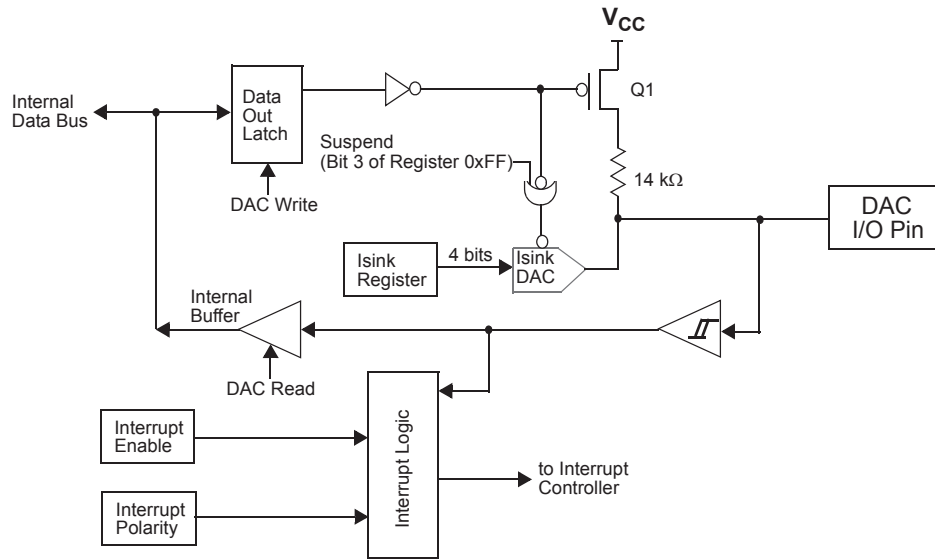 VCC
Internal
Data Bus
Data
Out
Latch
Q1
Suspend
(Bit 3 of Register 0xFF)
14 kΩ
DAC Write
DAC
I/O Pin
Isink
Register
4 bits
Isink
DAC
Internal
Buffer
DAC Read
Interrupt Logic
Interrupt
Enable
to Interrupt
Controller
Interrupt
Polarity